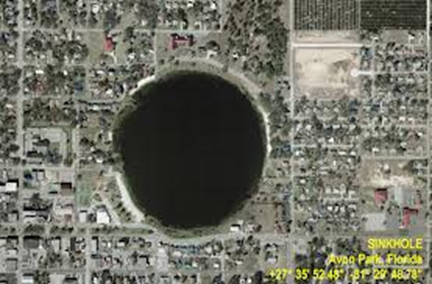 SINKHOLE
Avon Park, Florida
+27° 35' 52.48" -81° 29' 48.78"